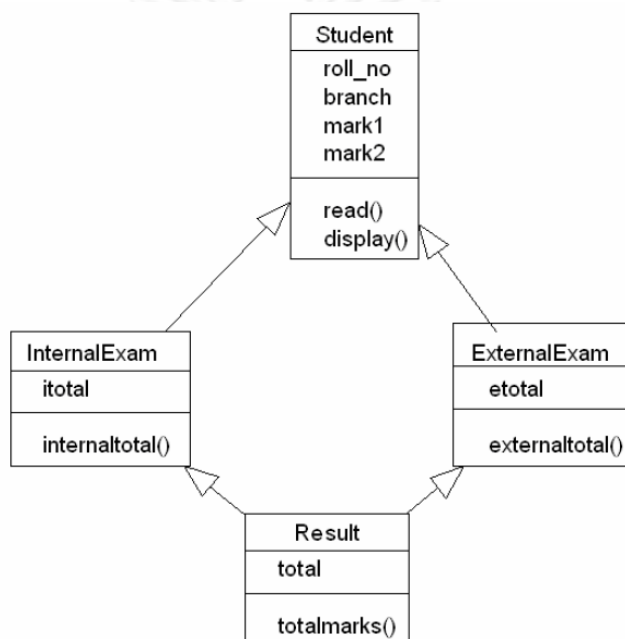 Student
roll_no
branch
mark1
mark2
read()
display()
InternalExam
itotal
internaltotal()
ExternalExam
etotal
externaltotal()
Result
total
totalmarks()